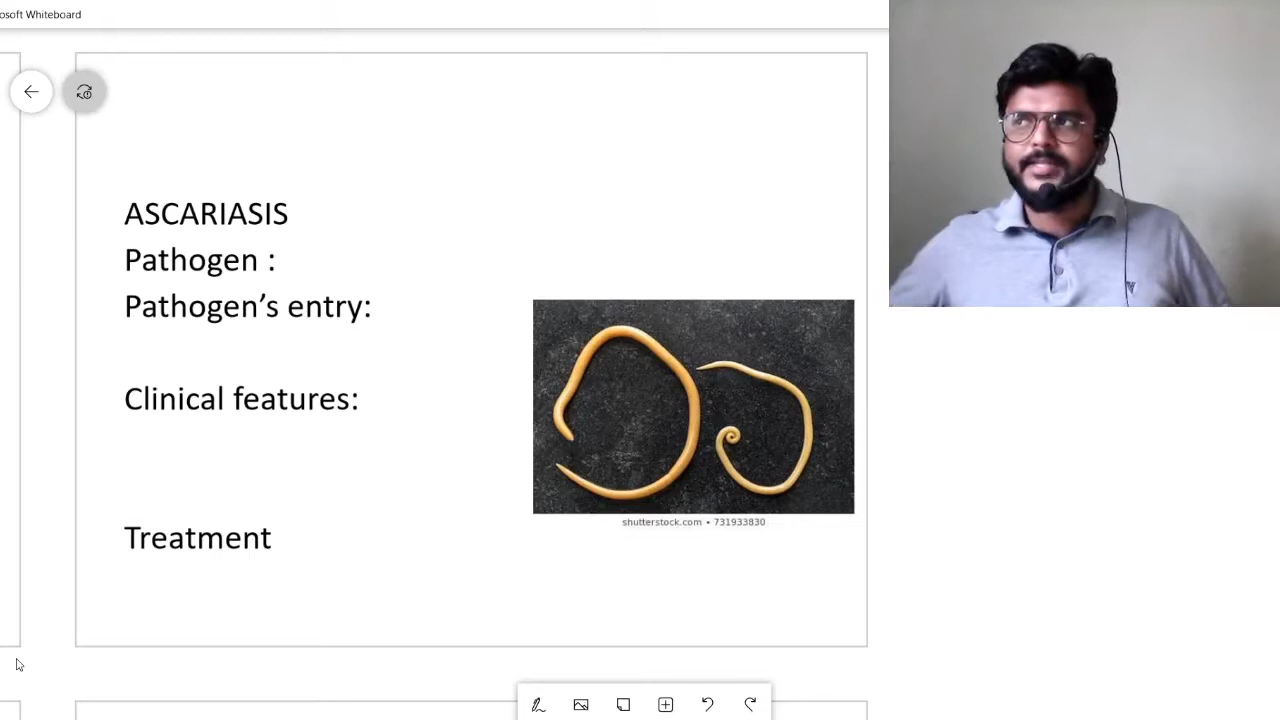 osoft Whiteboard
ASCARIASIS
Pathogen :
Pathogen’s entry:
Clinical features:
Treatment
shutterstock.com • 731933830